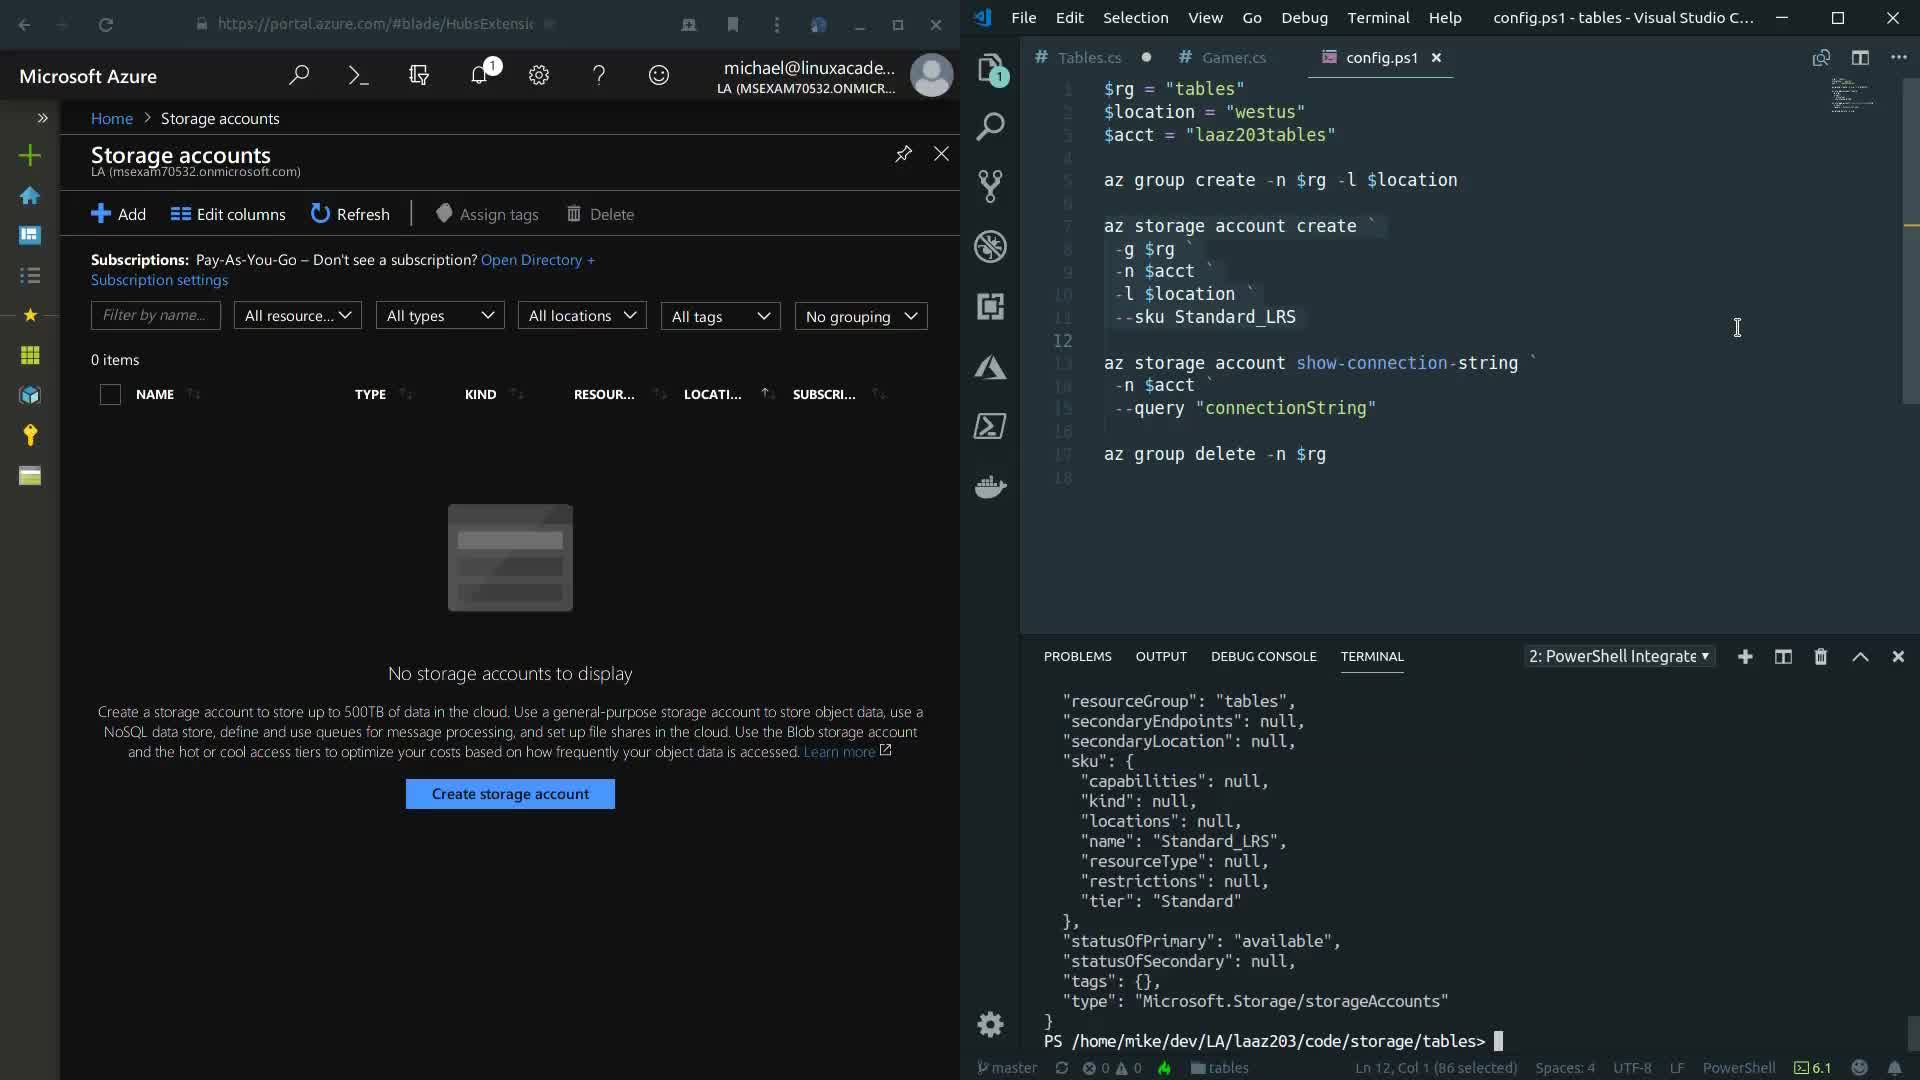 https://portal.azure.com/#blade/HubsExtensic
Microsoft Azure
1
michael@linuxacade...
LA (MSEXAM70532.ONMICR...
Home > Storage accounts
Storage accounts
LA (msexam70532.onmicrosoft.com)
Add
Edit columns
Refresh
Assign tags
Delete
Subscriptions: Pay-As-You-Go – Don't see a subscription? Open Directory +
Subscription settings
Filter by name...
All resource...
All types
All locations
All tags
No grouping
0 items
NAME
TYPE
KIND
RESOUR...
LOCATI...
SUBSCRI...
No storage accounts to display
Create a storage account to store up to 500TB of data in the cloud. Use a general-purpose storage account to store object data, use a
NoSQL data store, define and use queues for message processing, and set up file shares in the cloud. Use the Blob storage account
and the hot or cool access tiers to optimize your costs based on how frequently your object data is accessed. Learn more
Create storage account
File Edit Selection View Go Debug Terminal Help config.ps1 - tables - Visual Studio C...
1
# Tables.cs
# Gamer.cs
config.ps1
1 $rg = "tables"
2 $location = "westus"
3 $acct = "laaz203tables"
4
5 az group create -n $rg -l $location
6
7 az storage account create `
8 -g $rg `
9 -n $acct `
10 -l $location `
11 --sku Standard_LRS
12
13 az storage account show-connection-string `
14 -n $acct `
15 --query "connectionString"
16
17 az group delete -n $rg
18
PROBLEMS OUTPUT DEBUG CONSOLE TERMINAL
2: PowerShell Integrate
"resourceGroup": "tables",
"secondaryEndpoints": null,
"secondaryLocation": null,
"sku": {
"capabilities": null,
"kind": null,
"locations": null,
"name": "Standard_LRS",
"resourceType": null,
"restrictions": null,
"tier": "Standard"
},
"statusOfPrimary": "available",
"statusOfSecondary": null,
"tags": {},
"type": "Microsoft.Storage/storageAccounts"
}
PS /home/mike/dev/LA/laaz203/code/storage/tables>
master
0 0
tables
Ln 12, Col 1 (86 selected)
Spaces: 4
UTF-8
LF
PowerShell
6.1